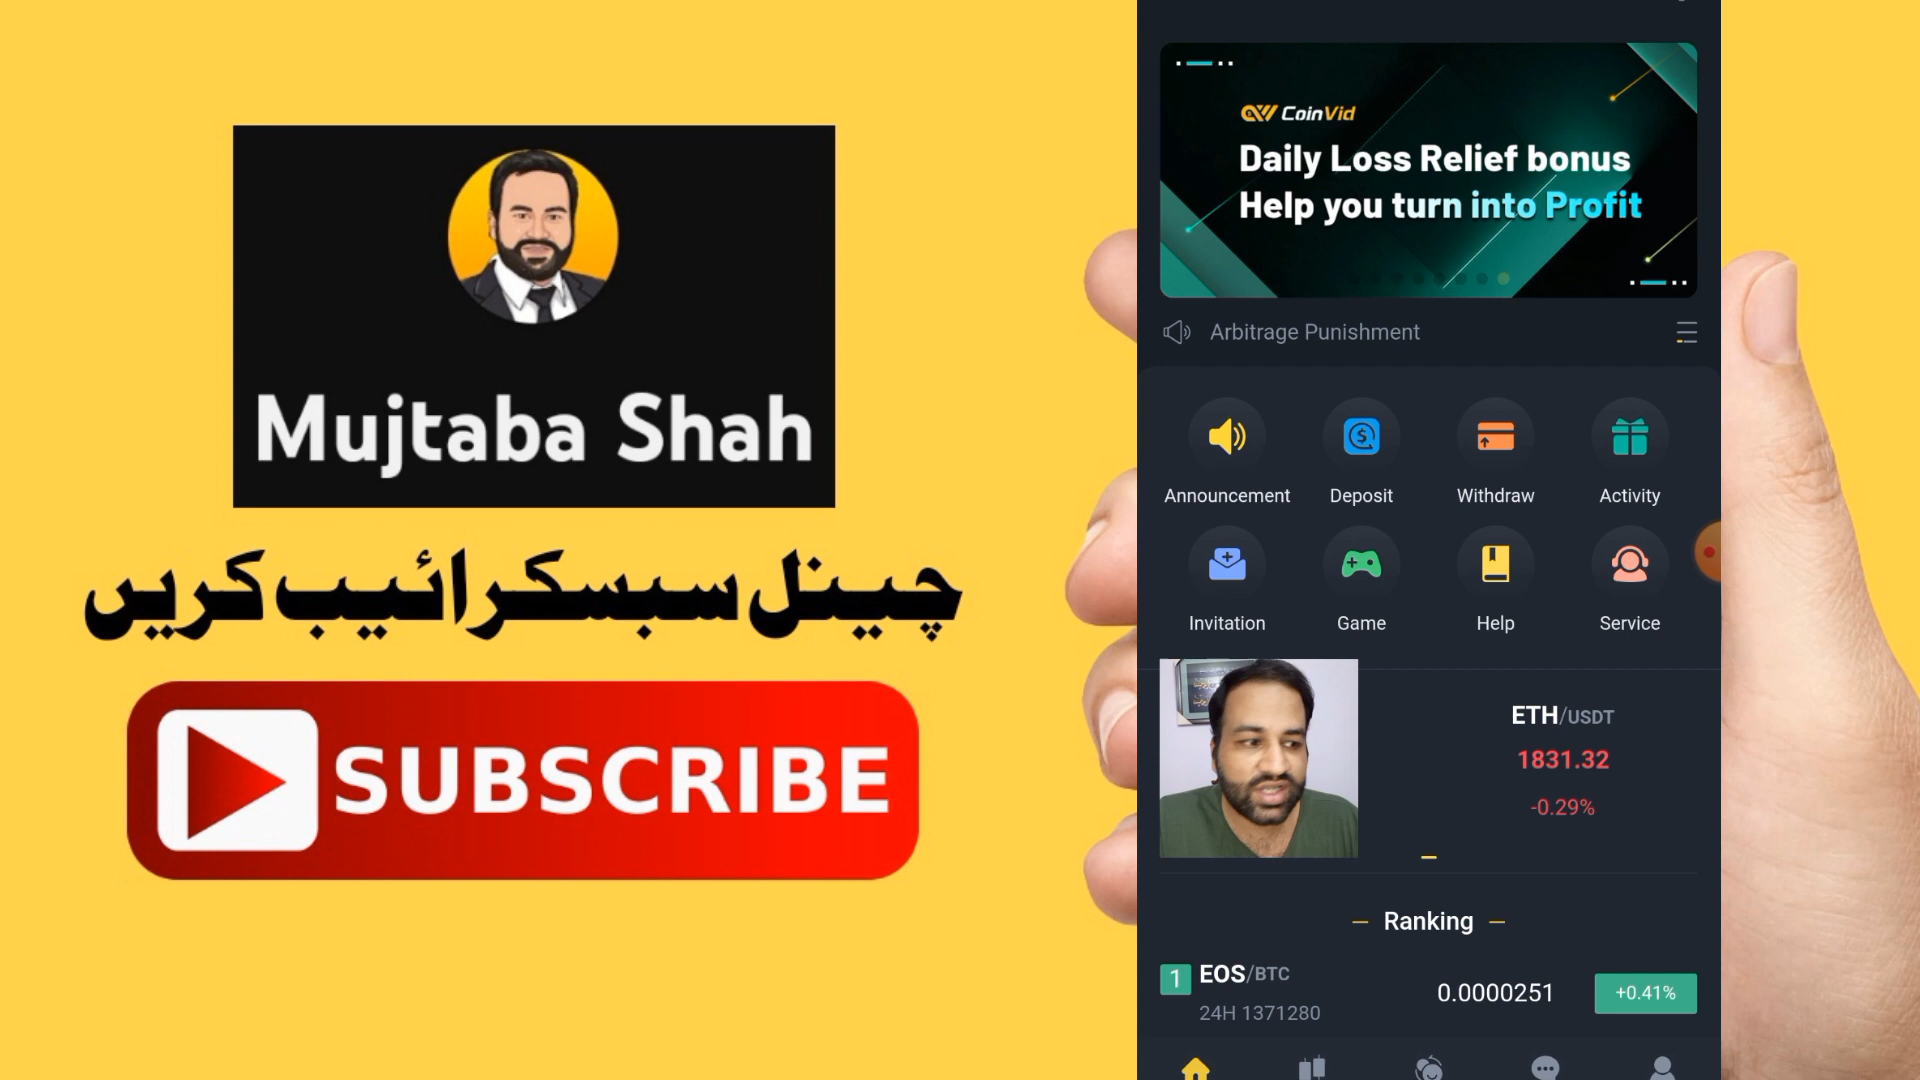 Mujtaba Shah
چینل سبسکرائیب کریں
SUBSCRIBE
CoinVid
Daily Loss Relief bonus
Help you turn into Profit
Arbitrage Punishment
Announcement Deposit Withdraw Activity
Invitation Game Help Service
ETH/USDT
1831.32
-0.29%
Ranking
1 EOS/BTC 0.0000251 +0.41%
24H 1371280